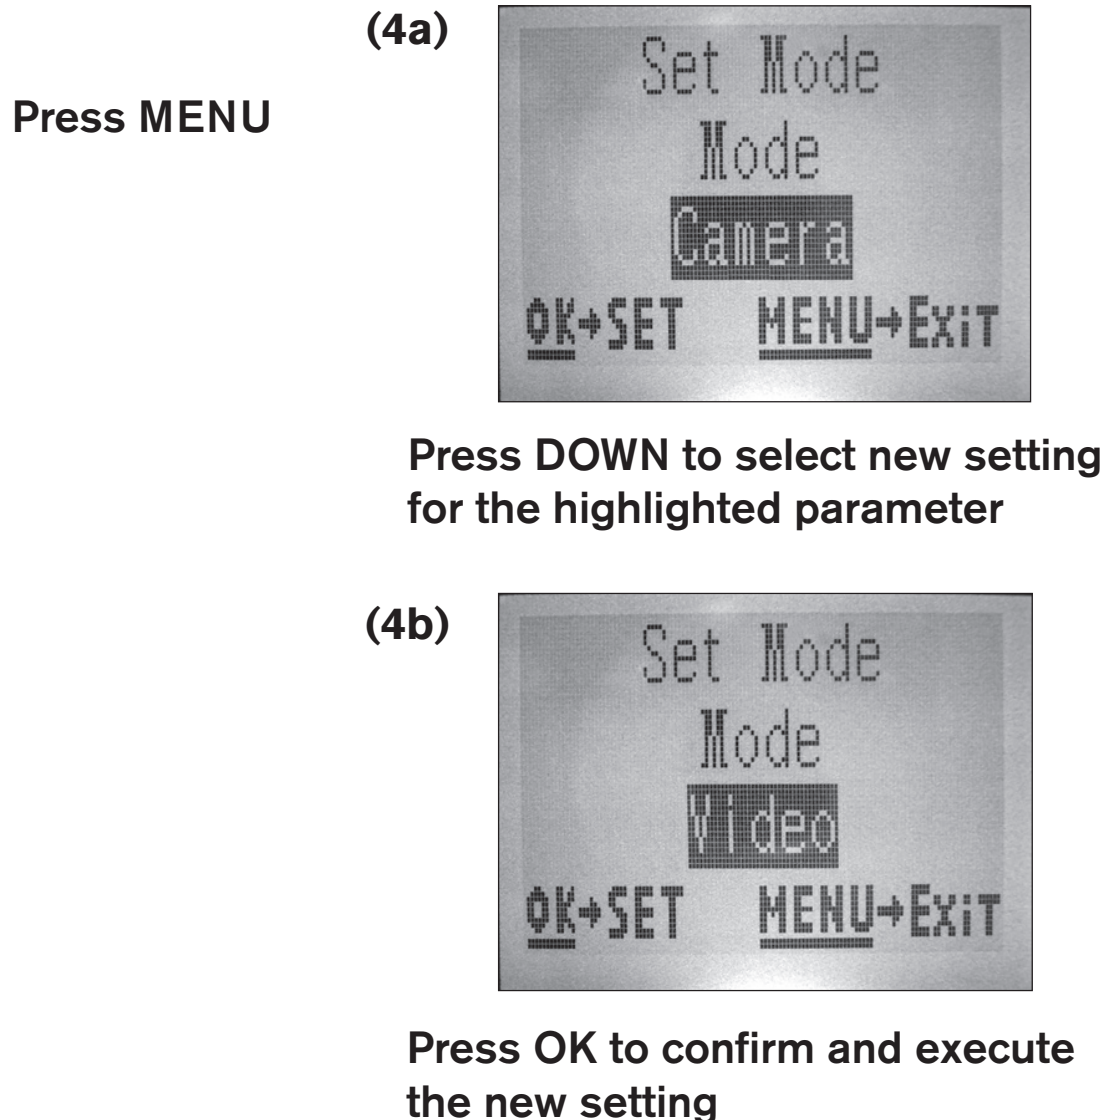 (4a)
Set Mode
Press MENU
Mode
Camera
OK→SET MENU→Exit
Press DOWN to select new setting
for the highlighted parameter
(4b)
Set Mode
Mode
Video
OK→SET MENU→Exit
Press OK to confirm and execute
the new setting